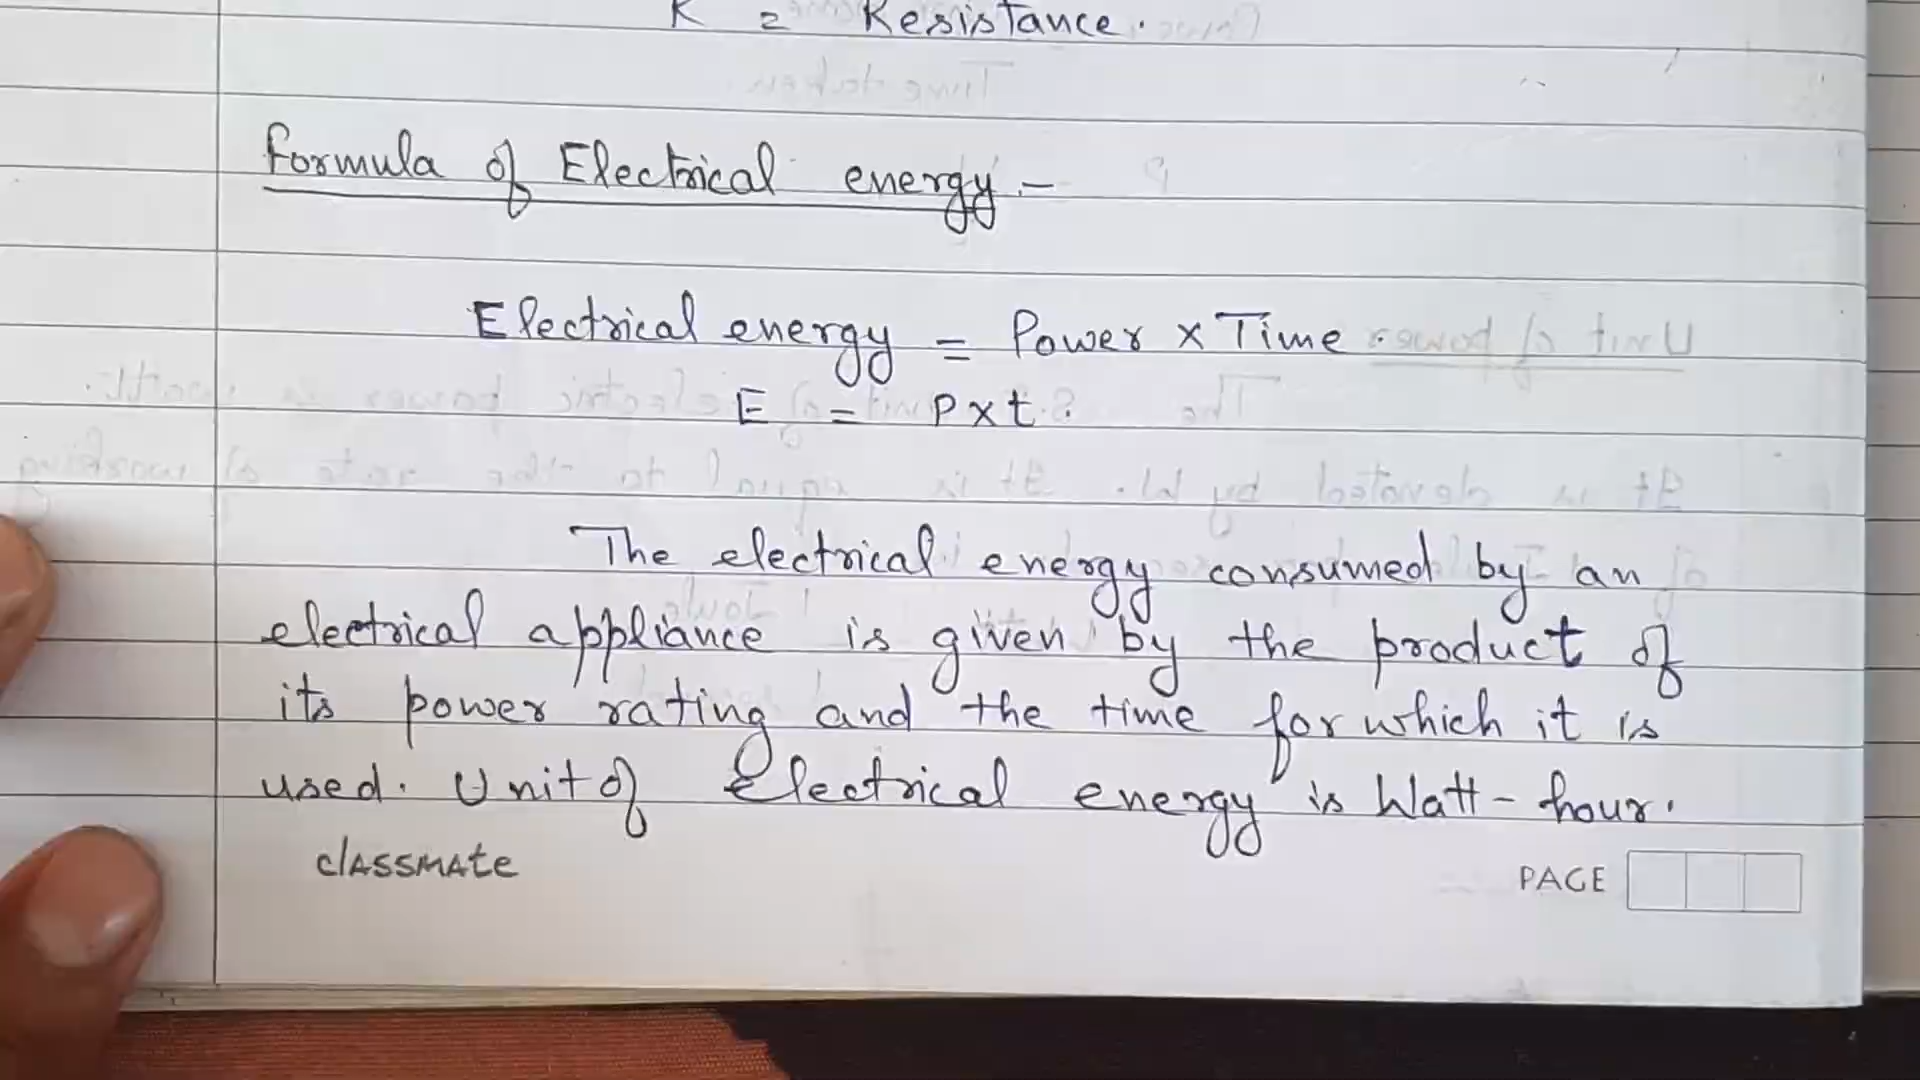 R = Resistance.
Formula of Electrical energy -
Electrical energy = Power x Time
E = P x t
The electrical energy consumed by an
electrical appliance is given by the product of
its power rating and the time for which it is
used. Unit of Electrical energy is Watt-hour.
classmate
PAGE